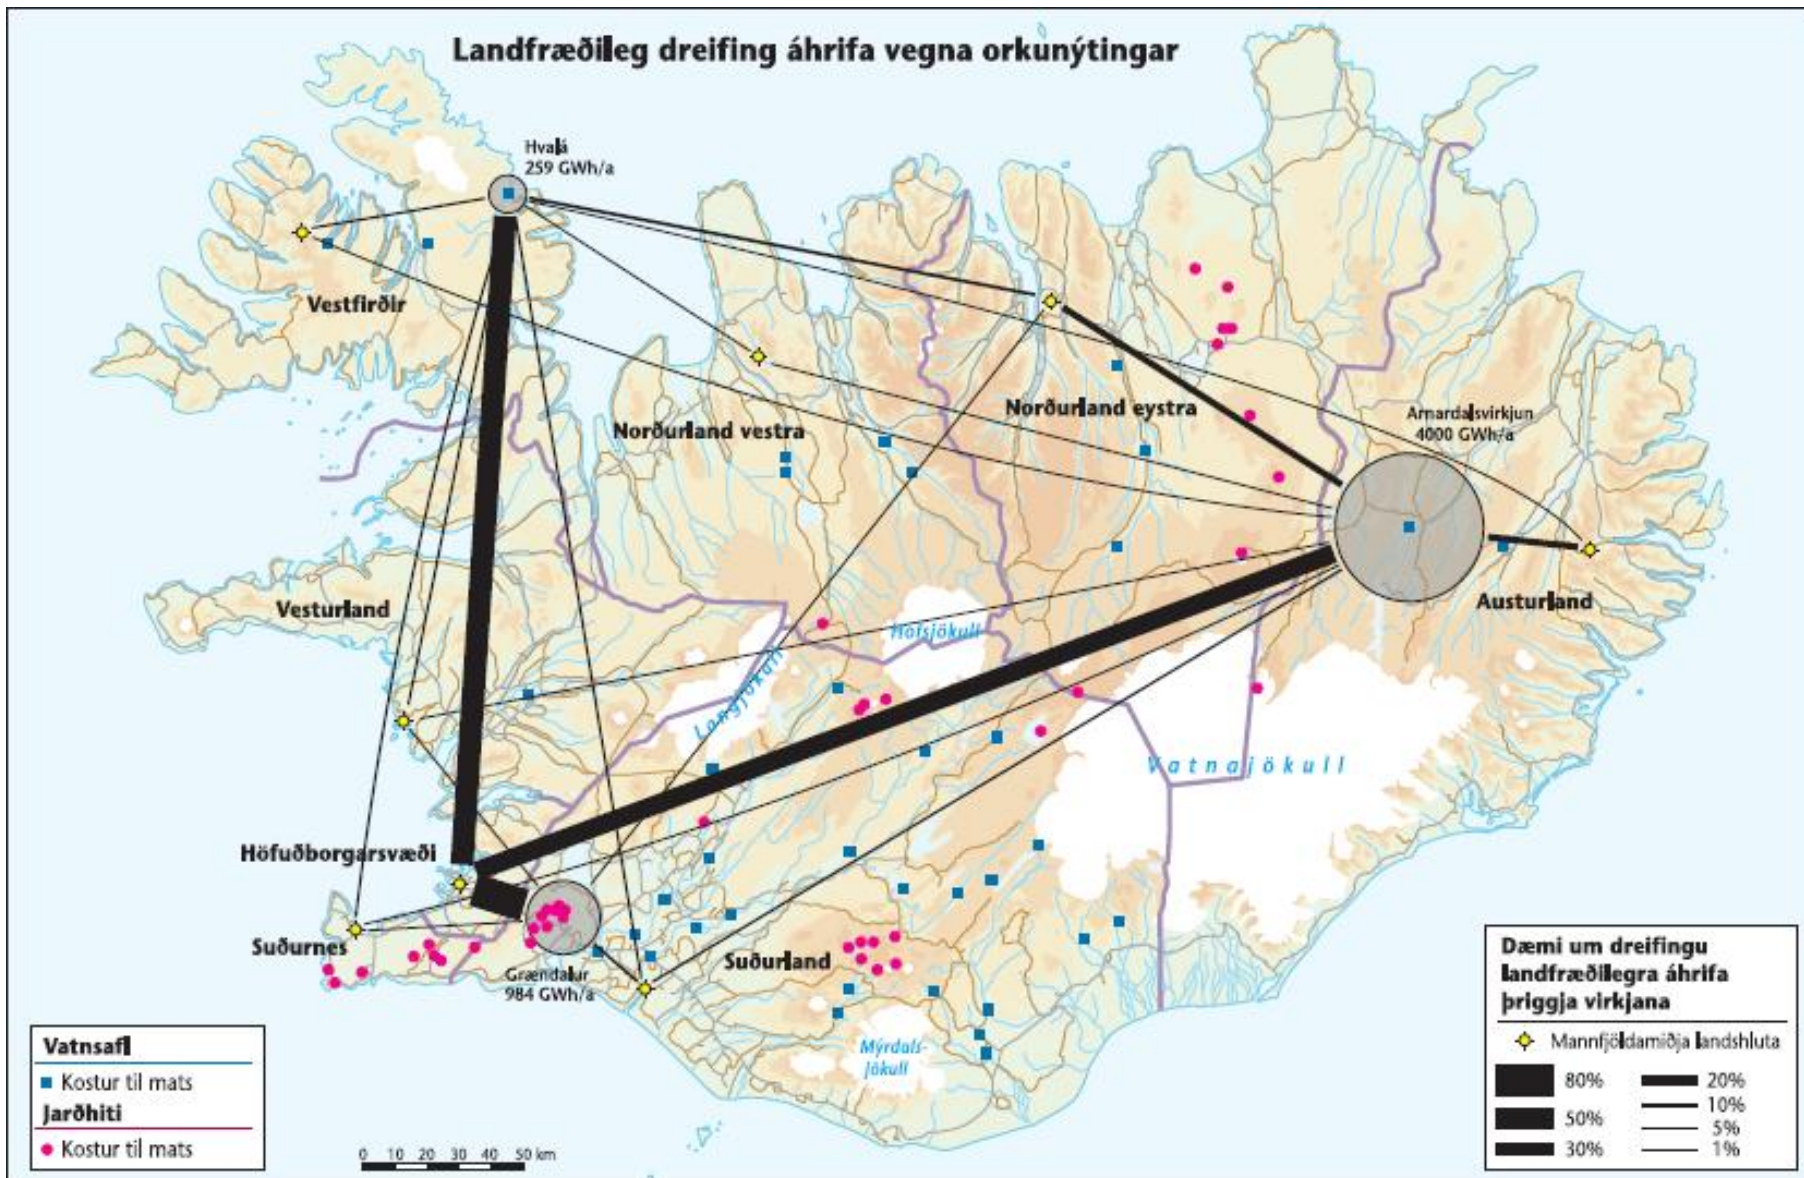 Landfræðileg dreifing áhrifa vegna orkunýtingar
Hvalá
259 GWh/a
Vestfirðir
Norðurland vestra
Norðurland eystra
Arnardalsvirkjun
4000 GWh/a
Vesturland
Austurland
Hofsjökull
Langjökull
Vatnajökull
Höfuðborgarsvæði
Suðurnes
Grændalur
984 GWh/a
Suðurland
Mýrdals-
jökull
Vatnsafl
Kostur til mats
Jarðhiti
Kostur til mats
0 10 20 30 40 50 km
Dæmi um dreifingu
landfræðilegra áhrifa
þriggja virkjana
Mannfjöldamiðja landshluta
80% 20%
10%
50% 5%
30% 1%